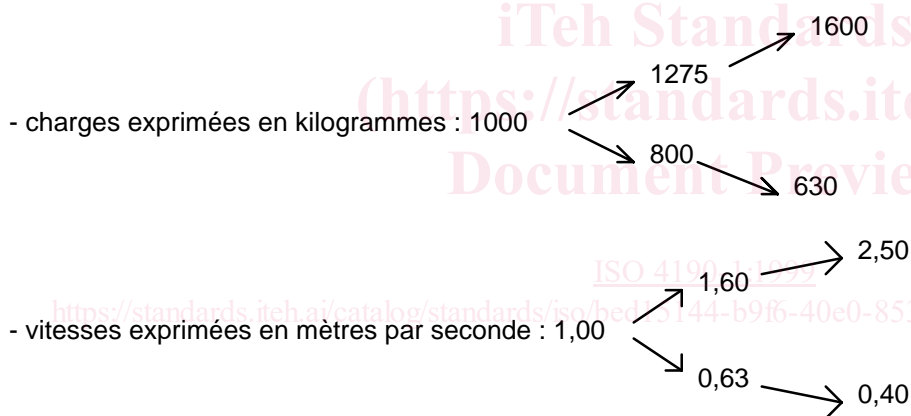 iTeh Standards
1600
1275
(https://standards.ite
- charges exprimées en kilogrammes : 1000
800
Document Previe
630
2,50
ISO 4190-1:1999
1,60
https://standards.iteh.ai/catalog/standards/iso/bed15144-b9f6-40e0-853
- vitesses exprimées en mètres par seconde : 1,00
0,63
0,40